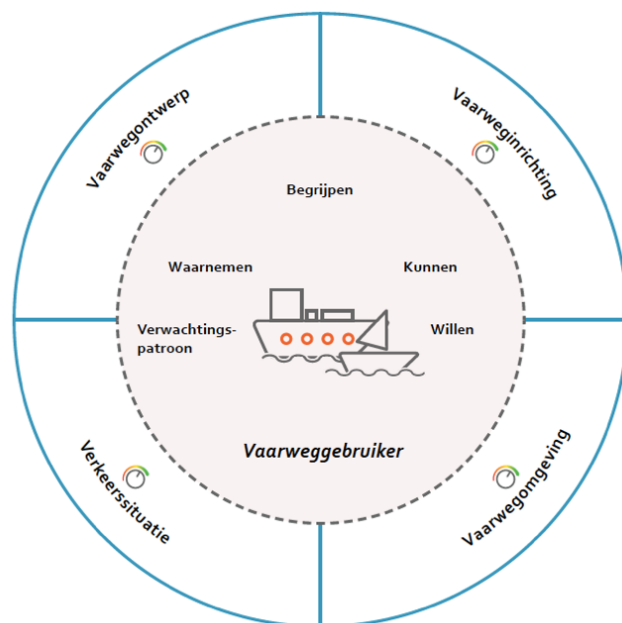 Vaarwegontwerp
Vaarweginrichting
Begrijpen
Waarnemen
Kunnen
Verwachtings-
patroon
Willen
Vaarweggebruiker
Verkeerssituatie
Vaarwegomgeving